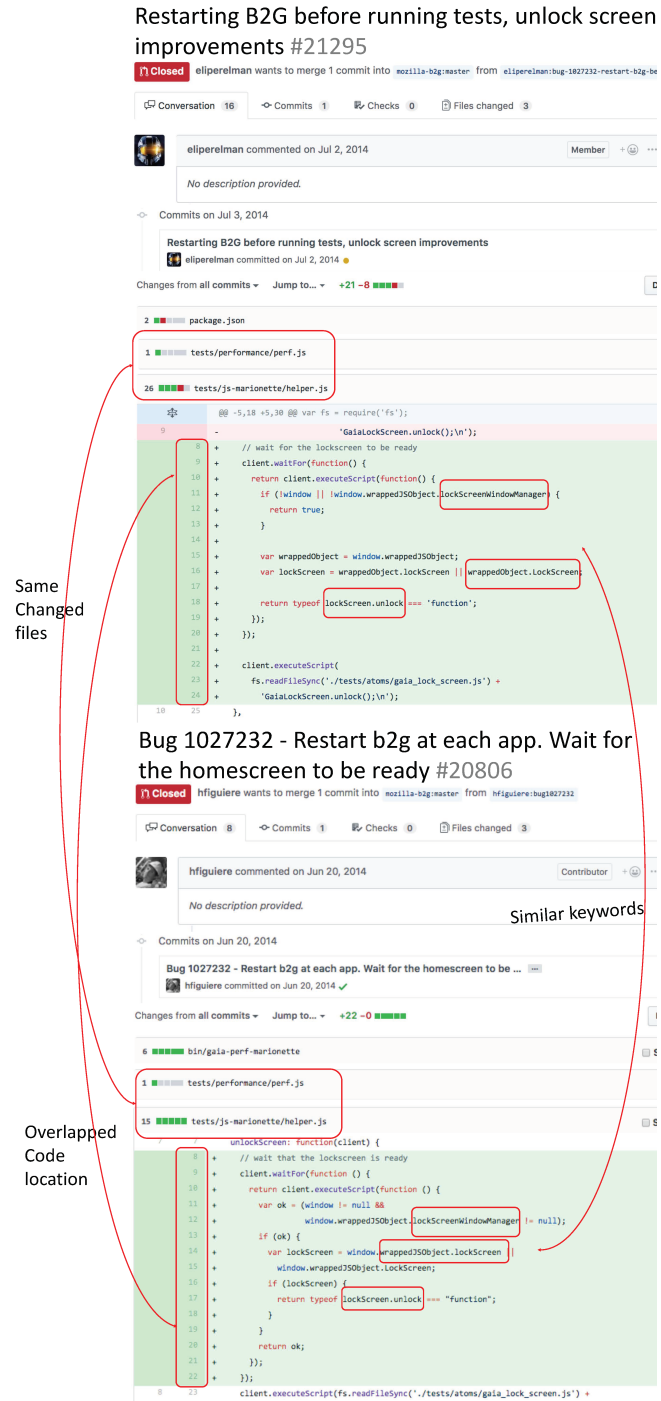 Restarting B2G before running tests, unlock screen
improvements #21295
Closed eliperelman wants to merge 1 commit into mozilla-b2g:master from eliperelman:bug-1027232-restart-b2g-be
Conversation 16 Commits 1 Checks 0 Files changed 3
eliperelman commented on Jul 2, 2014 Member
No description provided.
Commits on Jul 3, 2014
Restarting B2G before running tests, unlock screen improvements
eliperelman committed on Jul 2, 2014
Changes from all commits Jump to... +21 −8
2 package.json
1 tests/performance/perf.js
26 tests/js-marionette/helper.js
@@ -5,18 +5,30 @@ var fs = require('fs');
9 - 'GaiaLockScreen.unlock();\n');
8 + // wait for the lockscreen to be ready
9 + client.waitFor(function() {
10 + return client.executeScript(function() {
11 + if (!window || !window.wrappedJSObject.lockScreenWindowManager) {
12 + return true;
13 + }
14 +
15 + var wrappedObject = window.wrappedJSObject;
16 + var lockScreen = wrappedObject.lockScreen || wrappedObject.LockScreen;
17 +
18 + return typeof lockScreen.unlock === 'function';
19 + });
20 + });
21 +
22 + client.executeScript(
23 + fs.readFileSync('./tests/atoms/gaia_lock_screen.js') +
24 + 'GaiaLockScreen.unlock();\n');
10 25 },
Same
Changed
files
Bug 1027232 - Restart b2g at each app. Wait for
the homescreen to be ready #20806
Closed hfiguiere wants to merge 1 commit into mozilla-b2g:master from hfiguiere:bug1027232
Conversation 8 Commits 1 Checks 0 Files changed 3
hfiguiere commented on Jun 20, 2014 Contributor
No description provided.
Similar keywords
Commits on Jun 20, 2014
Bug 1027232 - Restart b2g at each app. Wait for the homescreen to be ...
hfiguiere committed on Jun 20, 2014
Changes from all commits Jump to... +22 −0
6 bin/gaia-perf-marionette
1 tests/performance/perf.js
15 tests/js-marionette/helper.js
unlockScreen: function(client) {
8 + // wait that the lockscreen is ready
9 + client.waitFor(function () {
10 + return client.executeScript(function () {
11 + var ok = (window != null &&
12 + window.wrappedJSObject.lockScreenWindowManager != null);
13 + if (ok) {
14 + var lockScreen = window.wrappedJSObject.lockScreen ||
15 + window.wrappedJSObject.LockScreen;
16 + if (lockScreen) {
17 + return typeof lockScreen.unlock === "function";
18 + }
19 + }
20 + return ok;
21 + });
22 + });
8 23 client.executeScript(fs.readFileSync('./tests/atoms/gaia_lock_screen.js') +
Overlapped
Code
location